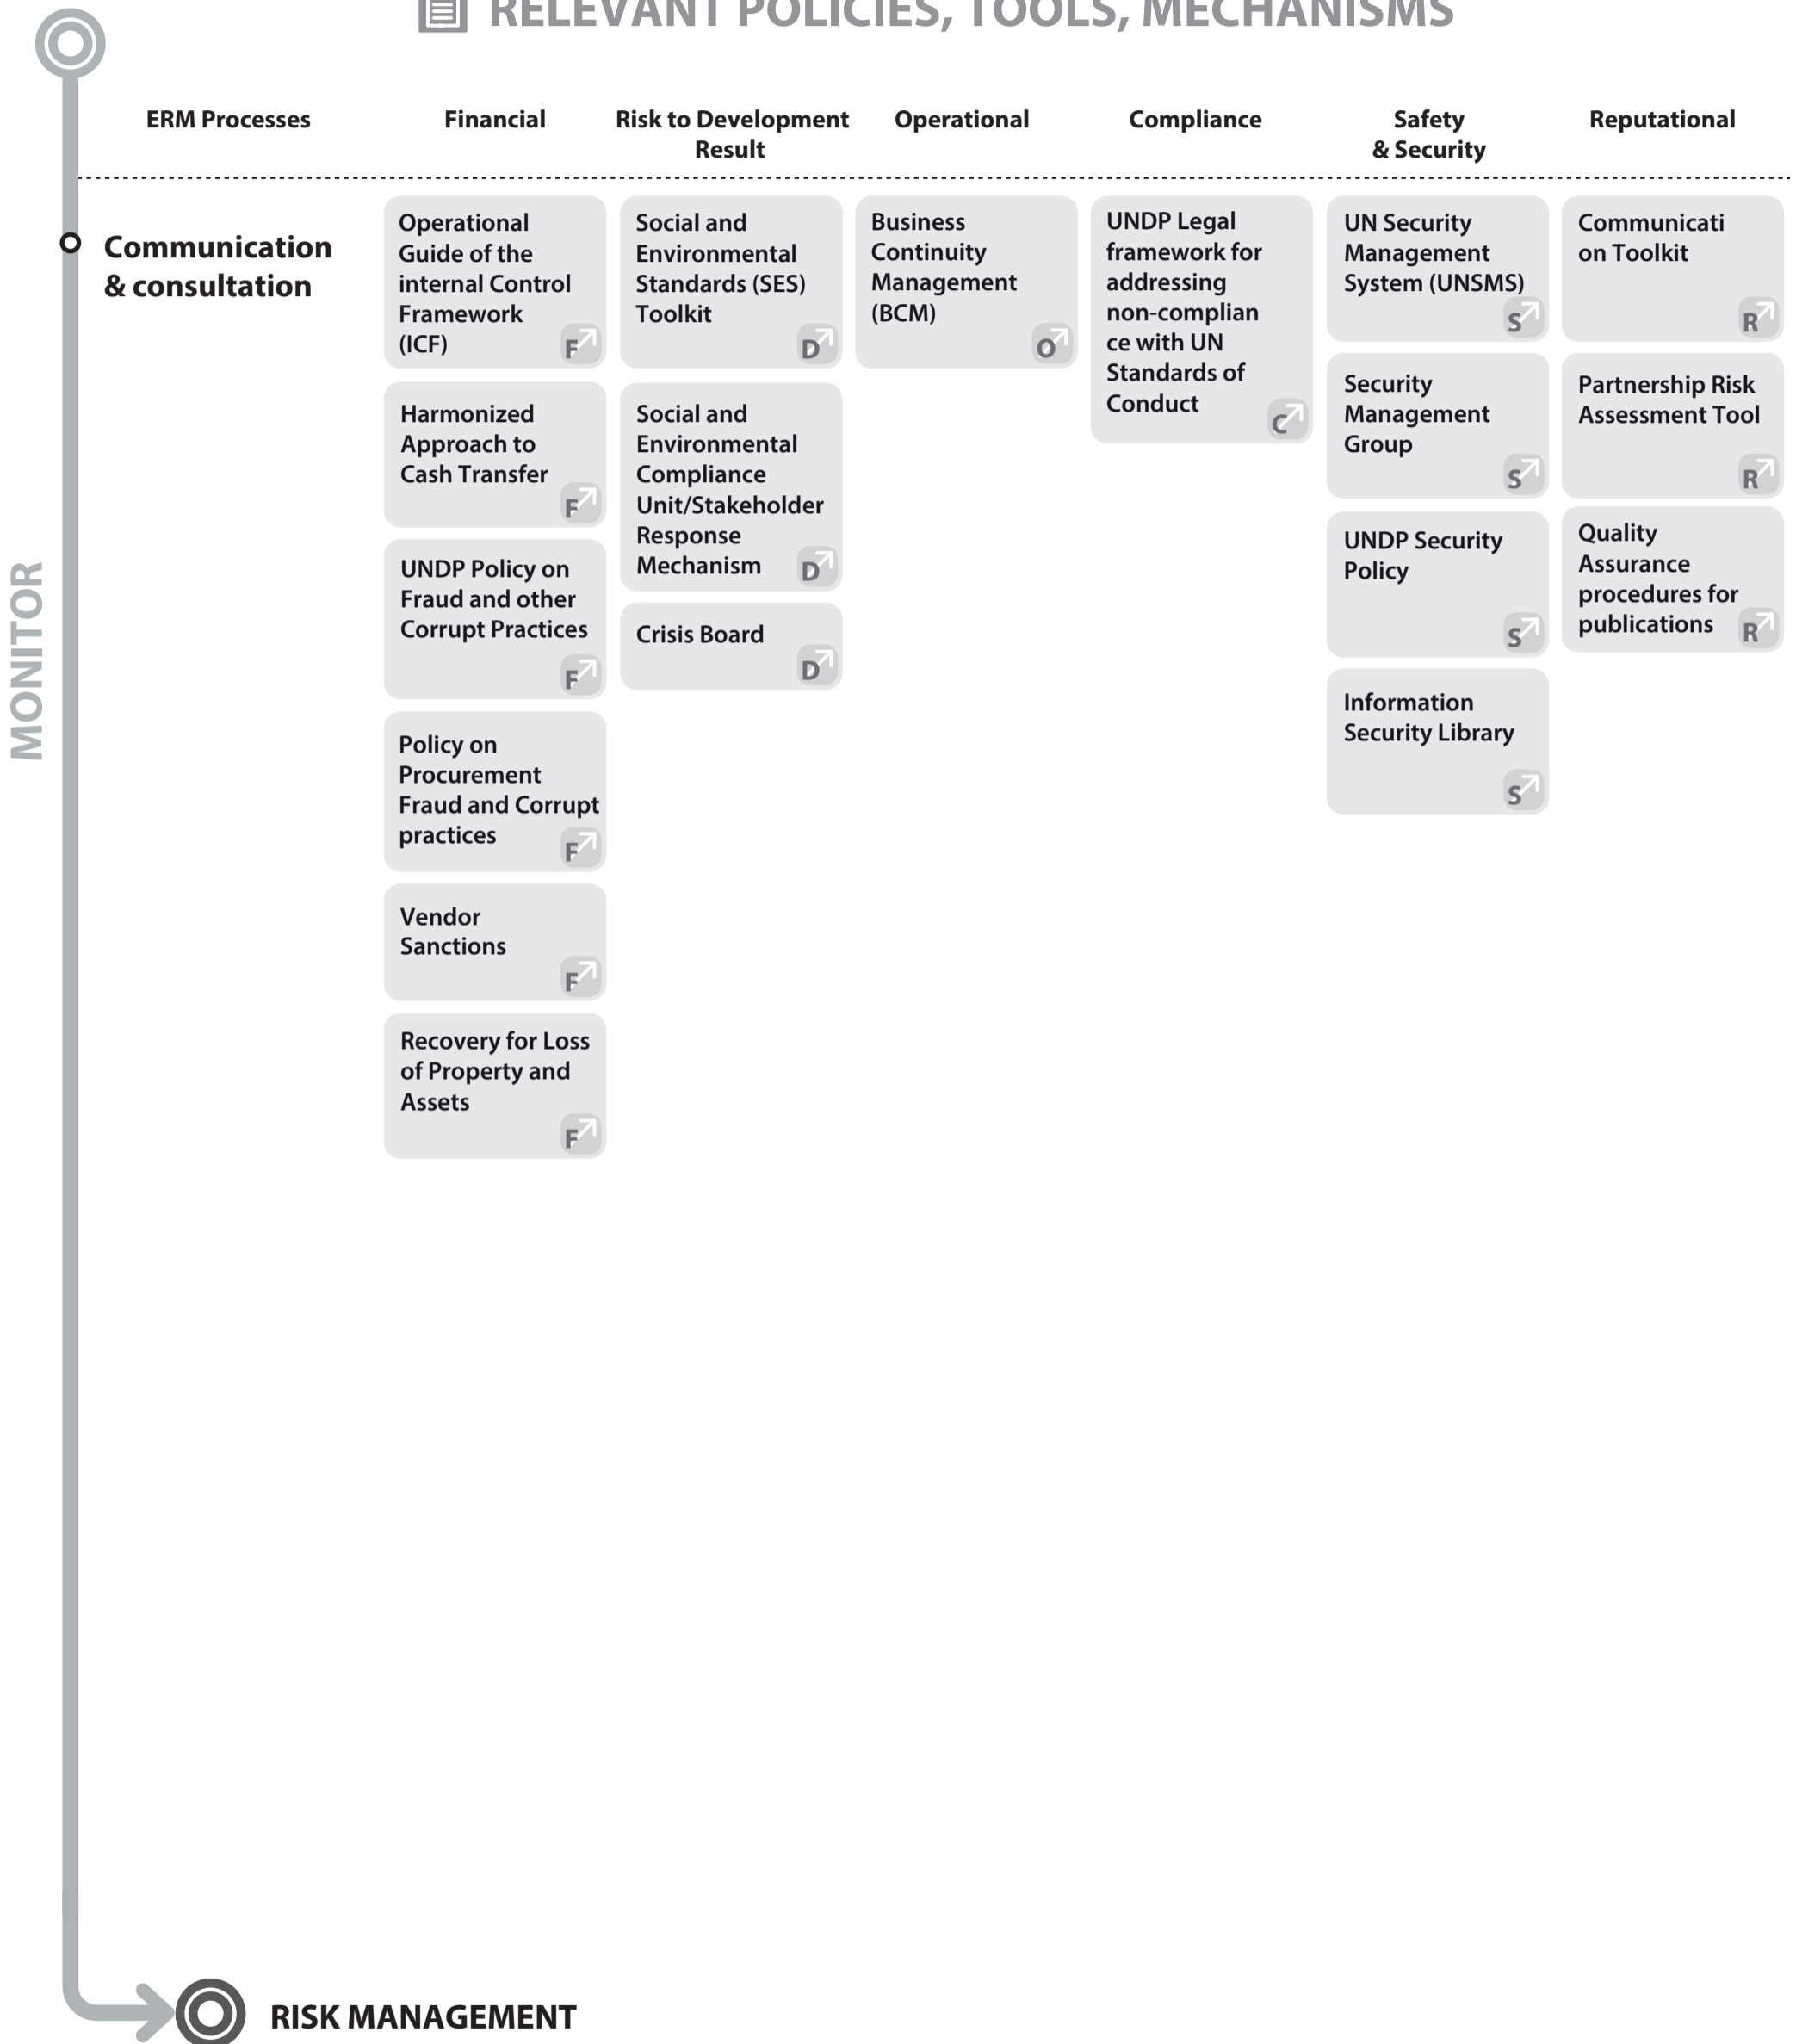 RELEVANT POLICIES, TOOLS, MECHANISMS
ERM Processes
Financial
Risk to Development
Result
Operational
Compliance
Safety
& Security
Reputational
MONITOR
Communication
& consultation
Operational
Guide of the
internal Control
Framework
(ICF)
F
Harmonized
Approach to
Cash Transfer
F
UNDP Policy on
Fraud and other
Corrupt Practices
F
Policy on
Procurement
Fraud and Corrupt
practices
F
Vendor
Sanctions
F
Recovery for Loss
of Property and
Assets
F
Social and
Environmental
Standards (SES)
Toolkit
D
Social and
Environmental
Compliance
Unit/Stakeholder
Response
Mechanism
D
Crisis Board
D
Business
Continuity
Management
(BCM)
O
UNDP Legal
framework for
addressing
non-complian
ce with UN
Standards of
Conduct
C
UN Security
Management
System (UNSMS)
S
Security
Management
Group
S
UNDP Security
Policy
S
Information
Security Library
S
Communicati
on Toolkit
R
Partnership Risk
Assessment Tool
R
Quality
Assurance
procedures for
publications
R
RISK MANAGEMENT